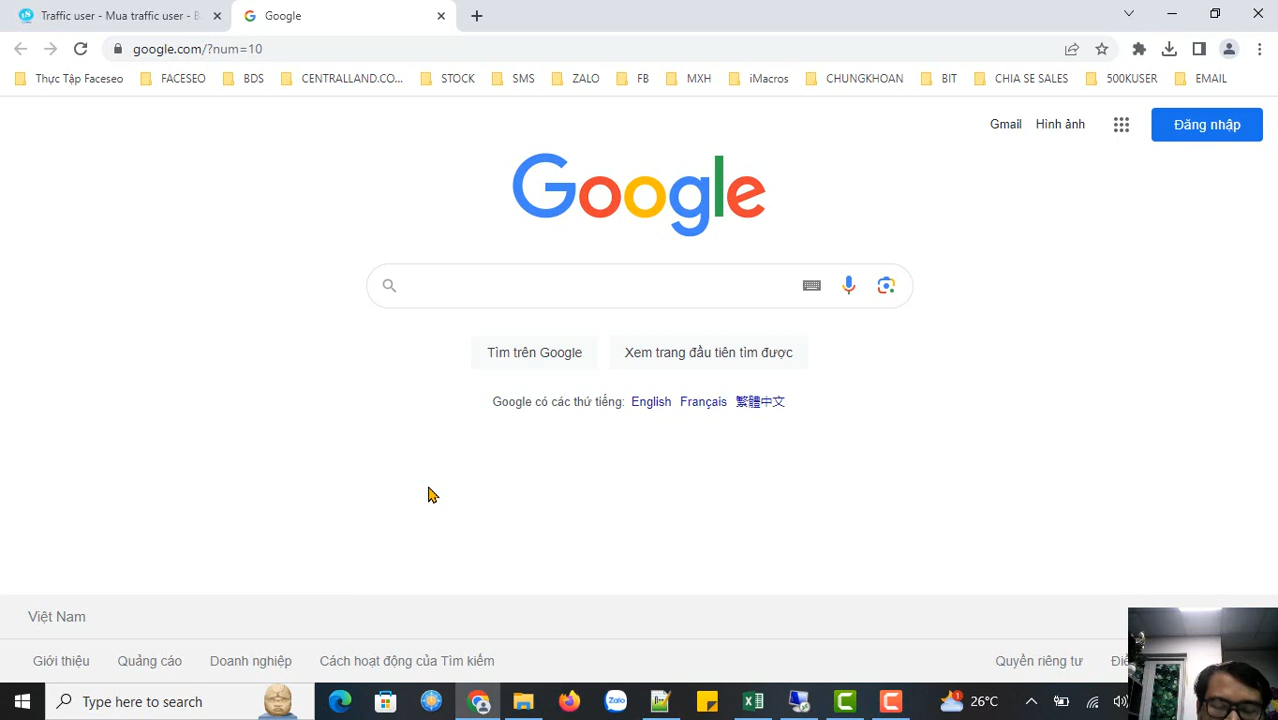 Traffic user - Mua traffic user - B
Google
google.com/?num=10
Thực Tập Faceseo FACESEO BDS CENTRALLAND.CO... STOCK SMS ZALO FB MXH iMacros CHUNGKHOAN BIT CHIA SE SALES 500KUSER EMAIL
Gmail Hình ảnh Đăng nhập
Google
Tìm trên Google Xem trang đầu tiên tìm được
Google có các thứ tiếng: English Français 繁體中文
Việt Nam
Giới thiệu Quảng cáo Doanh nghiệp Cách hoạt động của Tìm kiếm Quyền riêng tư
Type here to search Zalo 1 26°C